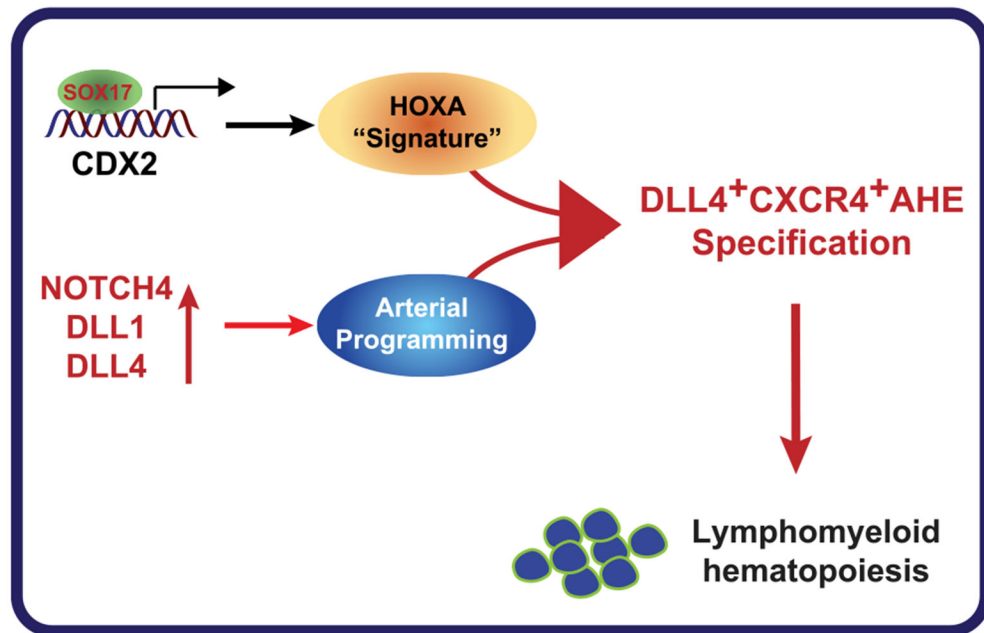 SOX17
CDX2
HOXA
“Signature”
NOTCH4
DLL1
DLL4
Arterial
Programming
DLL4⁺CXCR4⁺AHE
Specification
Lymphomyeloid
hematopoiesis